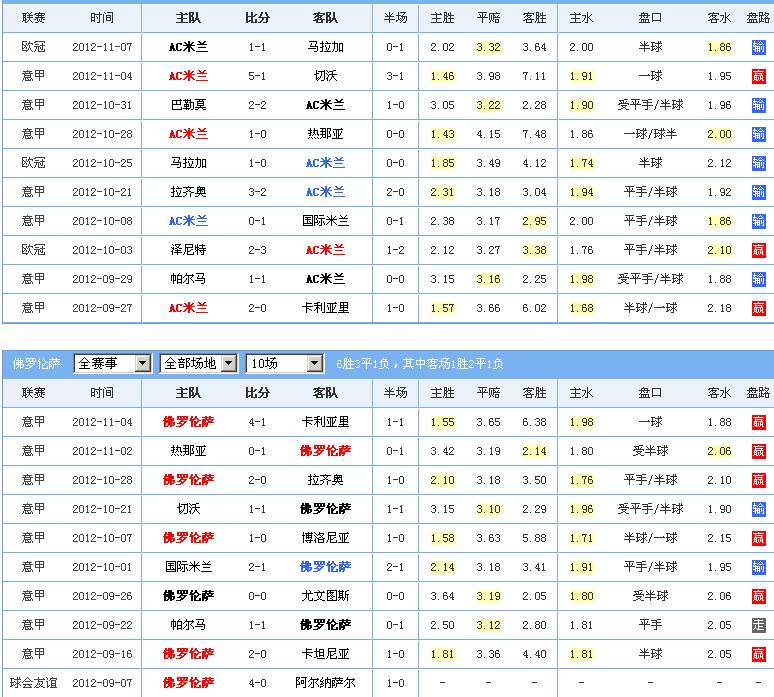 联赛 时间 主队 比分 客队 半场 主胜 平赔 客胜 主水 盘口 客水 盘路
欧冠 2012-11-07 AC米兰 1-1 马拉加 0-1 2.02 3.32 3.64 2.00 半球 1.86 输
意甲 2012-11-04 AC米兰 5-1 切沃 3-1 1.46 3.98 7.11 1.91 一球 1.95 赢
意甲 2012-10-31 巴勒莫 2-2 AC米兰 1-0 3.05 3.22 2.28 1.90 受平手/半球 1.96 输
意甲 2012-10-28 AC米兰 1-0 热那亚 0-0 1.43 4.15 7.48 1.86 一球/球半 2.00 输
欧冠 2012-10-25 马拉加 1-0 AC米兰 0-0 1.85 3.49 4.12 1.74 半球 2.12 输
意甲 2012-10-21 拉齐奥 3-2 AC米兰 2-0 2.31 3.18 3.04 1.94 平手/半球 1.92 输
意甲 2012-10-08 AC米兰 0-1 国际米兰 0-1 2.38 3.17 2.95 2.00 平手/半球 1.86 输
欧冠 2012-10-03 泽尼特 2-3 AC米兰 1-2 2.12 3.27 3.38 1.76 平手/半球 2.10 赢
意甲 2012-09-29 帕尔马 1-1 AC米兰 0-0 3.15 3.16 2.25 1.98 受平手/半球 1.88 输
意甲 2012-09-27 AC米兰 2-0 卡利亚里 1-0 1.57 3.66 6.02 1.68 半球/一球 2.18 赢
佛罗伦萨 全赛事 全部场地 10场 6胜3平1负，其中客场1胜2平1负
联赛 时间 主队 比分 客队 半场 主胜 平赔 客胜 主水 盘口 客水 盘路
意甲 2012-11-04 佛罗伦萨 4-1 卡利亚里 1-1 1.55 3.65 6.38 1.98 一球 1.88 赢
意甲 2012-11-02 热那亚 0-1 佛罗伦萨 0-1 3.42 3.19 2.14 1.80 受半球 2.06 赢
意甲 2012-10-28 佛罗伦萨 2-0 拉齐奥 1-0 2.10 3.18 3.50 1.76 平手/半球 2.10 赢
意甲 2012-10-21 切沃 1-1 佛罗伦萨 1-1 3.15 3.10 2.29 1.96 受平手/半球 1.90 输
意甲 2012-10-07 佛罗伦萨 1-0 博洛尼亚 1-0 1.58 3.63 5.88 1.71 半球/一球 2.15 赢
意甲 2012-10-01 国际米兰 2-1 佛罗伦萨 2-1 2.14 3.18 3.41 1.91 平手/半球 1.95 输
意甲 2012-09-26 佛罗伦萨 0-0 尤文图斯 0-0 3.64 3.19 2.05 1.80 受半球 2.06 赢
意甲 2012-09-22 帕尔马 1-1 佛罗伦萨 0-1 2.50 3.12 2.80 1.81 平手 2.05 走
意甲 2012-09-16 佛罗伦萨 2-0 卡坦尼亚 1-0 1.81 3.36 4.40 1.81 半球 2.05 赢
球会友谊 2012-09-07 佛罗伦萨 4-0 阿尔纳萨尔 1-0 - - - - - -